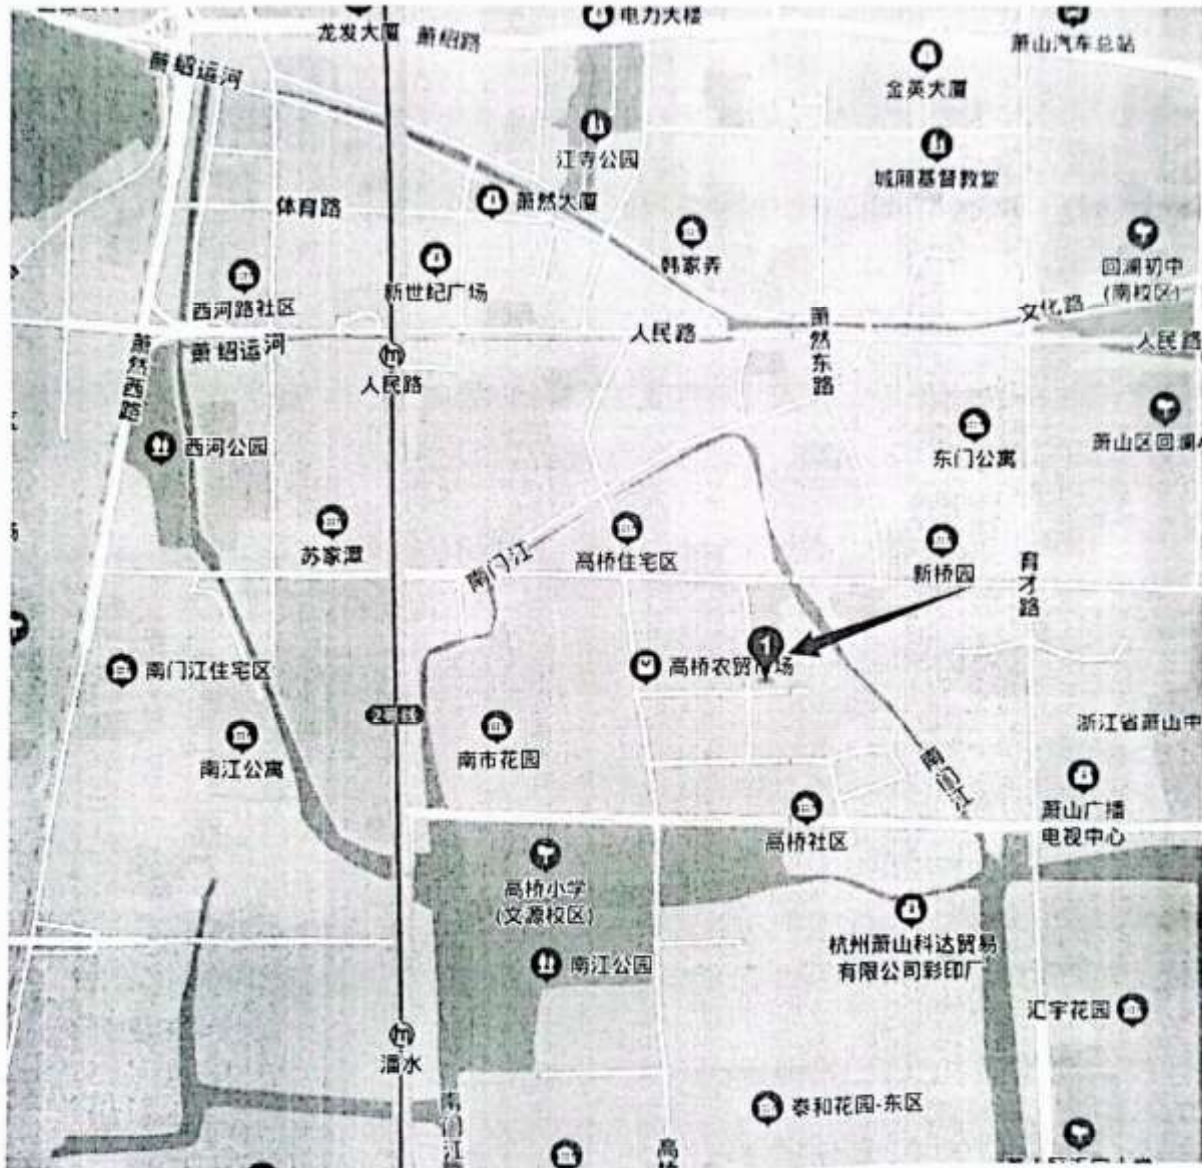 龙发大厦
萧绍路
电力大楼
萧山汽车总站
萧绍运河
金英大厦
江寺公园
城厢基督教堂
体育路
萧然大厦
韩家弄
回澜初中
(南校区)
西河路社区
新世纪广场
文化路
萧绍运河
人民路
萧然东路
人民路
萧然西路
人民路
西河公园
东门公寓
萧山区回澜
苏家潭
南门江
高桥住宅区
新桥园
育才路
1
南门江住宅区
高桥农贸市场
2号线
南江公寓
南市花园
浙江省萧山中
南门江
萧山广播
电视中心
高桥社区
高桥小学
(文源校区)
杭州萧山科达贸易
有限公司彩印厂
南江公园
汇宇花园
潘水
泰和花园-东区
南门江